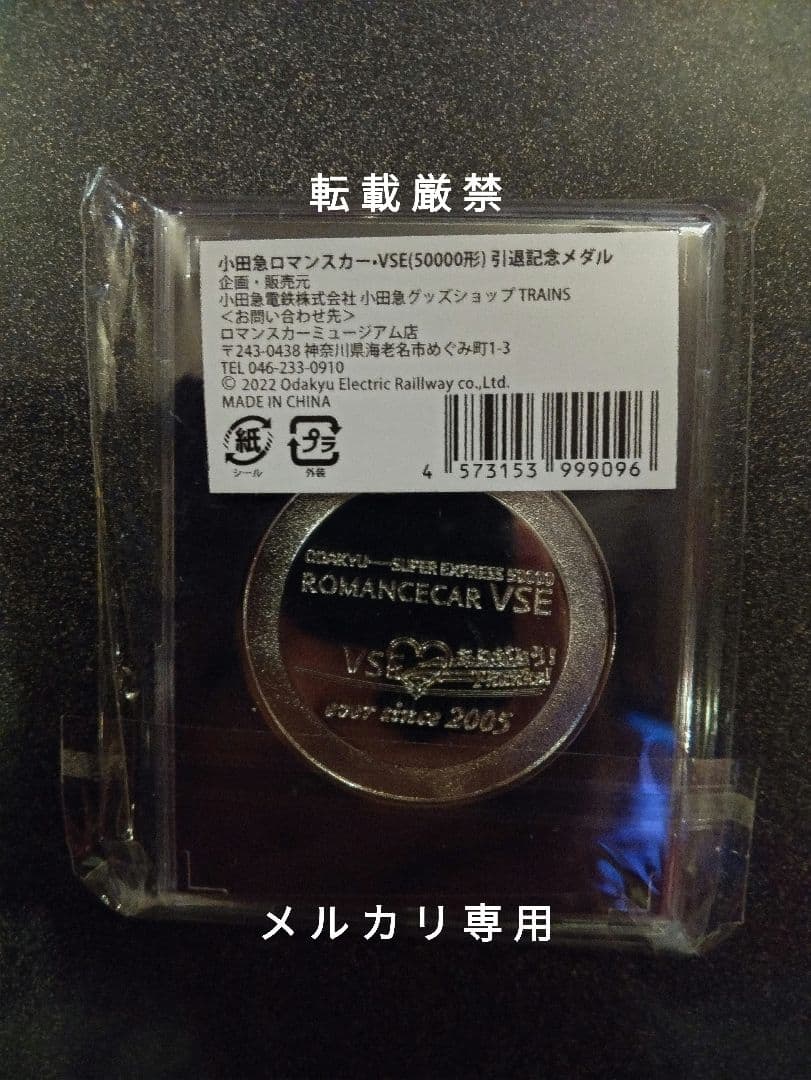 転載厳禁
小田急ロマンスカー・VSE(50000形) 引退記念メダル
企画・販売元
小田急電鉄株式会社 小田急グッズショップ TRAINS
＜お問い合わせ先＞
ロマンスカーミュージアム店
〒243-0438 神奈川県海老名市めぐみ町1-3
TEL 046-233-0910
© 2022 Odakyu Electric Raillway co.,Ltd.
MADE IN CHINA
紙
シール
プラ
外装
4 573153 999096
ODAKYU SUPER EXPRESS 50000
ROMANCECAR VSE
VSE
Thanks!
ever since 2005
メルカリ専用